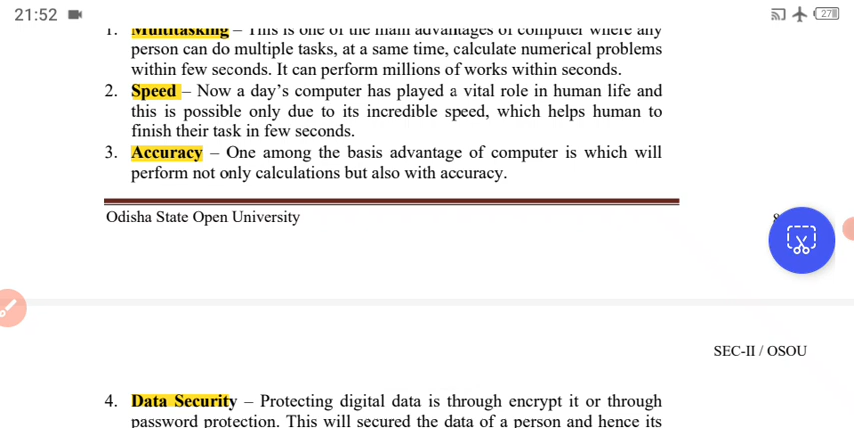 21:52
27
1. Multitasking – This is one of the main advantages of computer where any
person can do multiple tasks, at a same time, calculate numerical problems
within few seconds. It can perform millions of works within seconds.
2. Speed – Now a day's computer has played a vital role in human life and
this is possible only due to its incredible speed, which helps human to
finish their task in few seconds.
3. Accuracy – One among the basis advantage of computer is which will
perform not only calculations but also with accuracy.
Odisha State Open University
SEC-II / OSOU
4. Data Security – Protecting digital data is through encrypt it or through
password protection. This will secured the data of a person and hence its